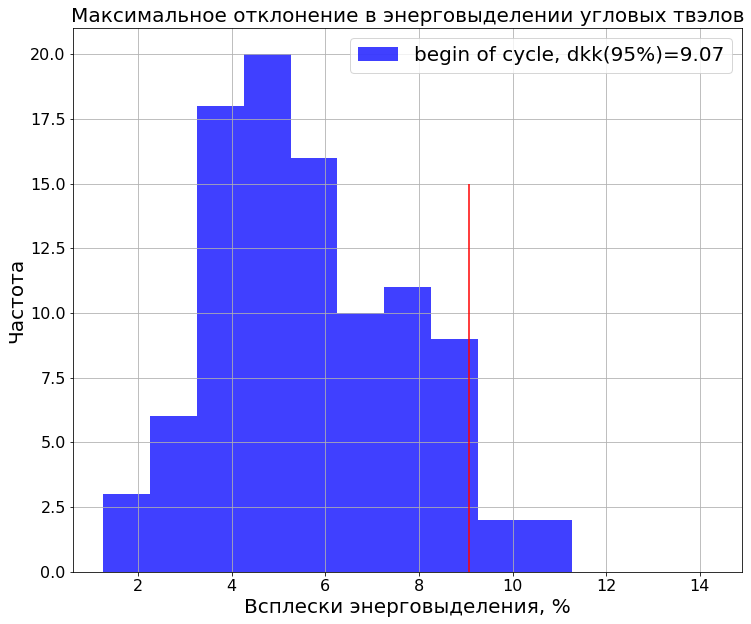 Максимальное отклонение в энерговыделении угловых твэлов
begin of cycle, dkk(95%)=9.07
20.0
17.5
15.0
12.5
10.0
7.5
5.0
2.5
0.0
Частота
2 4 6 8 10 12 14
Всплески энерговыделения, %